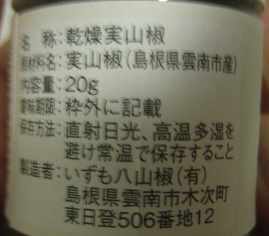 名 称:乾燥実山椒
原材料名:実山椒(島根県雲南市産)
内容量:20g
賞味期限:枠外に記載
保存方法:直射日光、高温多湿を
避け常温で保存すること
製造者:いずも八山椒(有)
島根県雲南市木次町
東日登506番地12